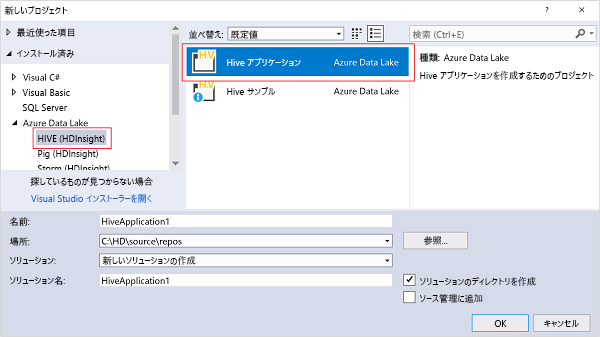 新しいプロジェクト
? ×
最近使った項目
インストール済み
Visual C#
Visual Basic
SQL Server
Azure Data Lake
HIVE (HDInsight)
Pig (HDInsight)
Storm (HDInsight)
探しているものが見つからない場合
Visual Studio インストーラーを開く
並べ替え: 既定値
Hive アプリケーション Azure Data Lake
Hive サンプル Azure Data Lake
検索 (Ctrl+E)
種類: Azure Data Lake
Hive アプリケーションを作成するためのプロジェクト
名前: HiveApplication1
場所: C:\HD\source\repos 参照...
ソリューション: 新しいソリューションの作成
ソリューション名: HiveApplication1
ソリューションのディレクトリを作成
ソース管理に追加
OK キャンセル